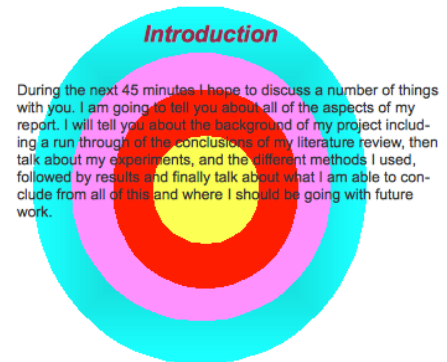 Introduction
During the next 45 minutes I hope to discuss a number of things
with you. I am going to tell you about all of the aspects of my
report. I will tell you about the background of my project includ-
ing a run through of the conclusions of my literature review, then
talk about my experiments, and the different methods I used,
followed by results and finally talk about what I am able to con-
clude from all of this and where I should be going with future
work.